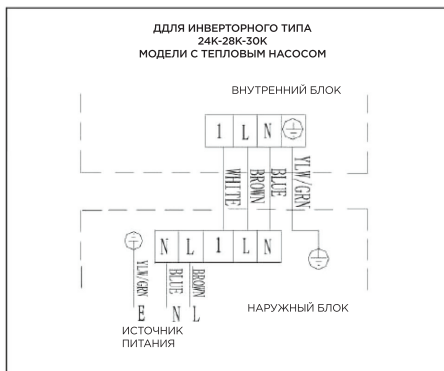 ДДЛЯ ИНВЕРТОРНОГО ТИПА
24K-28K-30K
МОДЕЛИ С ТЕПЛОВЫМ НАСОСОМ
ВНУТРЕННИЙ БЛОК
1 L N
WHITE BROWN BLUE YLW/GRN
N L 1 L N
YLW/GRN BLUE BROWN
E N L
НАРУЖНЫЙ БЛОК
ИСТОЧНИК
ПИТАНИЯ